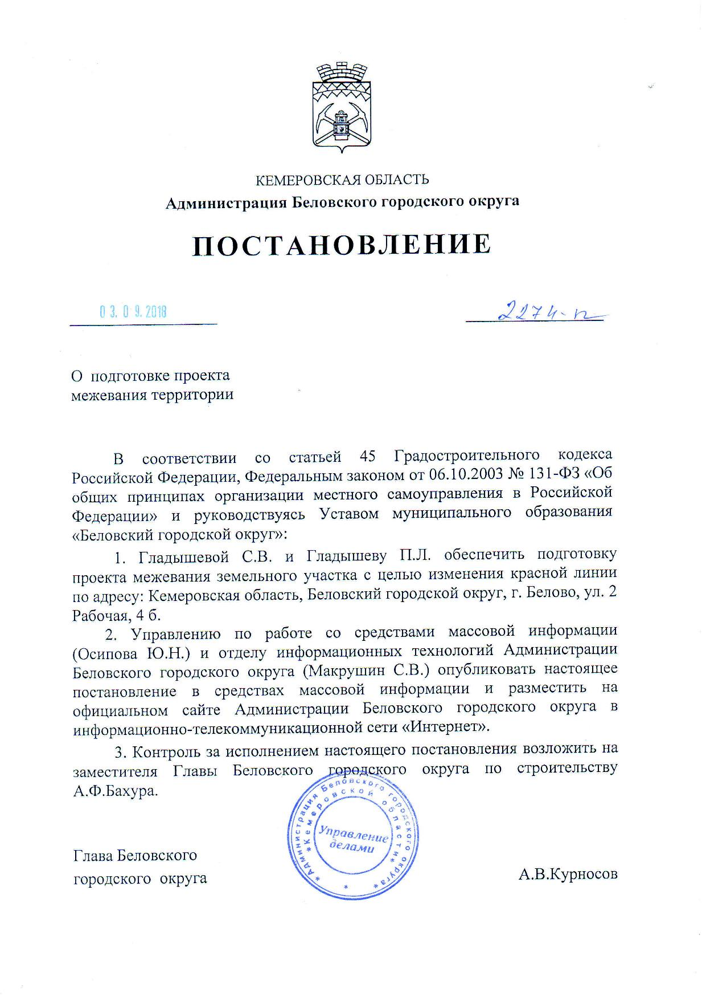 КЕМЕРОВСКАЯ ОБЛАСТЬ
Администрация Беловского городского округа
ПОСТАНОВЛЕНИЕ
03.09.2018
2274-п
О подготовке проекта
межевания территории
В соответствии со статьей 45 Градостроительного кодекса
Российской Федерации, Федеральным законом от 06.10.2003 № 131-ФЗ «Об
общих принципах организации местного самоуправления в Российской
Федерации» и руководствуясь Уставом муниципального образования
«Беловский городской округ»:
1. Гладышевой С.В. и Гладышеву П.Л. обеспечить подготовку
проекта межевания земельного участка с целью изменения красной линии
по адресу: Кемеровская область, Беловский городской округ, г. Белово, ул. 2
Рабочая, 4 б.
2. Управлению по работе со средствами массовой информации
(Осипова Ю.Н.) и отделу информационных технологий Администрации
Беловского городского округа (Макрушин С.В.) опубликовать настоящее
постановление в средствах массовой информации и разместить на
официальном сайте Администрации Беловского городского округа в
информационно-телекоммуникационной сети «Интернет».
3. Контроль за исполнением настоящего постановления возложить на
заместителя Главы Беловского городского округа по строительству
А.Ф.Бахура.
*Администрация Беловского городского округа*
*Кемеровской области*
Управление
делами
Глава Беловского
городского округа
А.В.Курносов